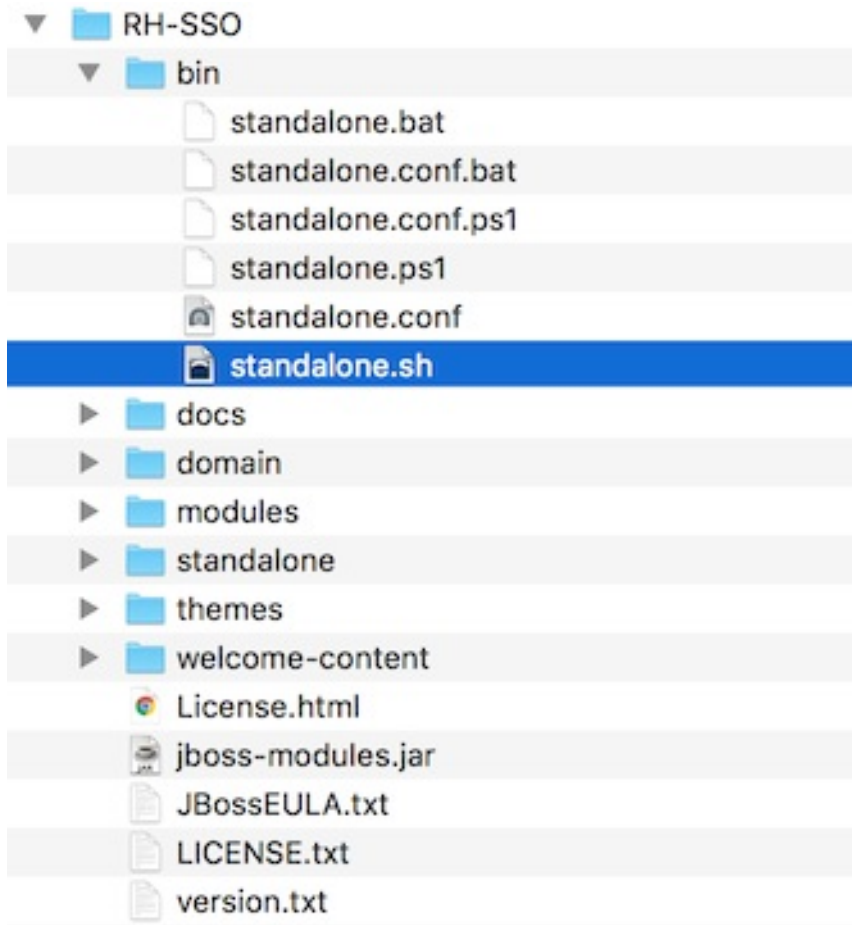 RH-SSO
bin
standalone.bat
standalone.conf.bat
standalone.conf.ps1
standalone.ps1
standalone.conf
standalone.sh
docs
domain
modules
standalone
themes
welcome-content
License.html
jboss-modules.jar
JBossEULA.txt
LICENSE.txt
version.txt